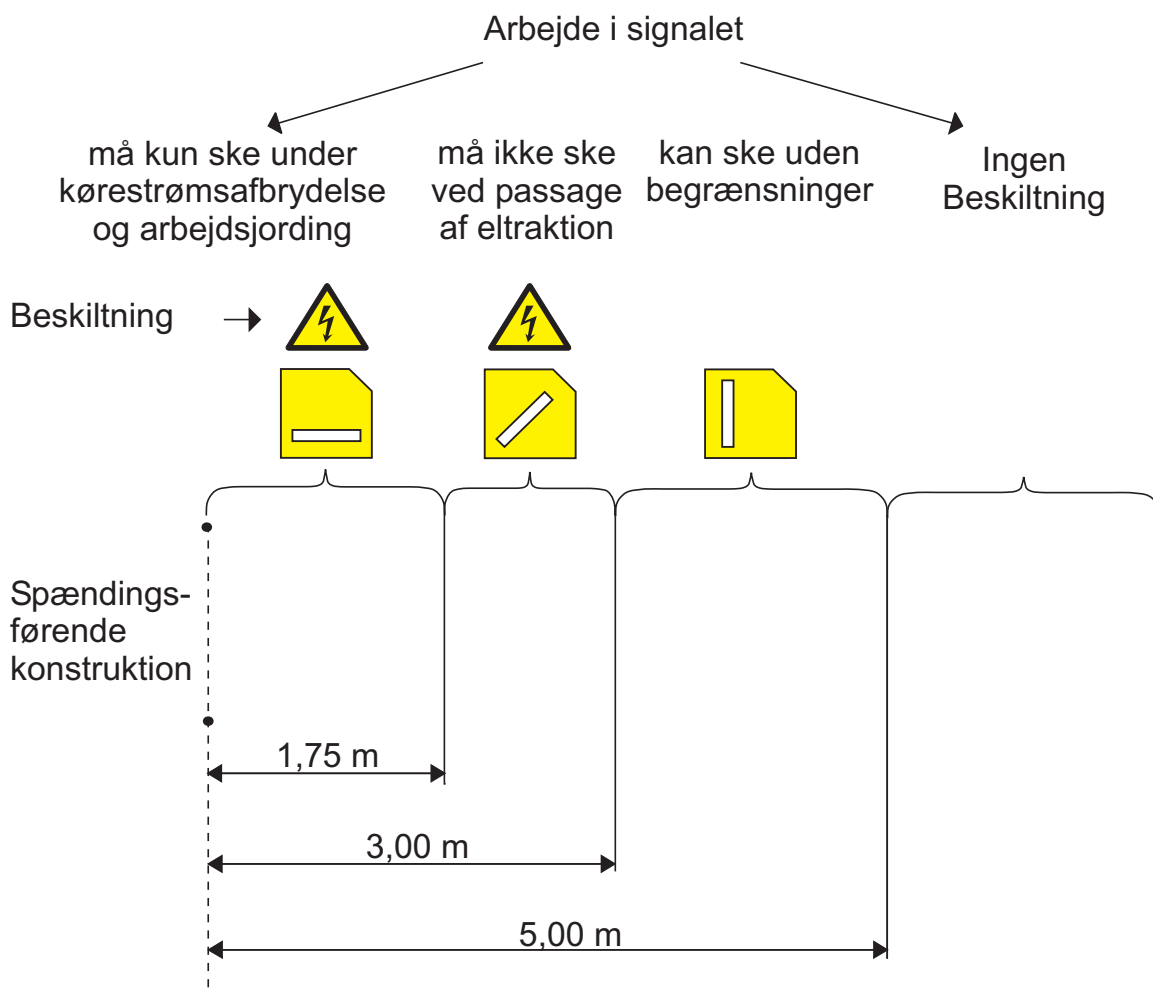 Arbejde i signalet
må kun ske under
kørestrømsafbrydelse
og arbejdsjording
må ikke ske
ved passage
af eltraktion
kan ske uden
begrænsninger
Ingen
Beskiltning
Beskiltning
Spændings-
førende
konstruktion
1,75 m
3,00 m
5,00 m